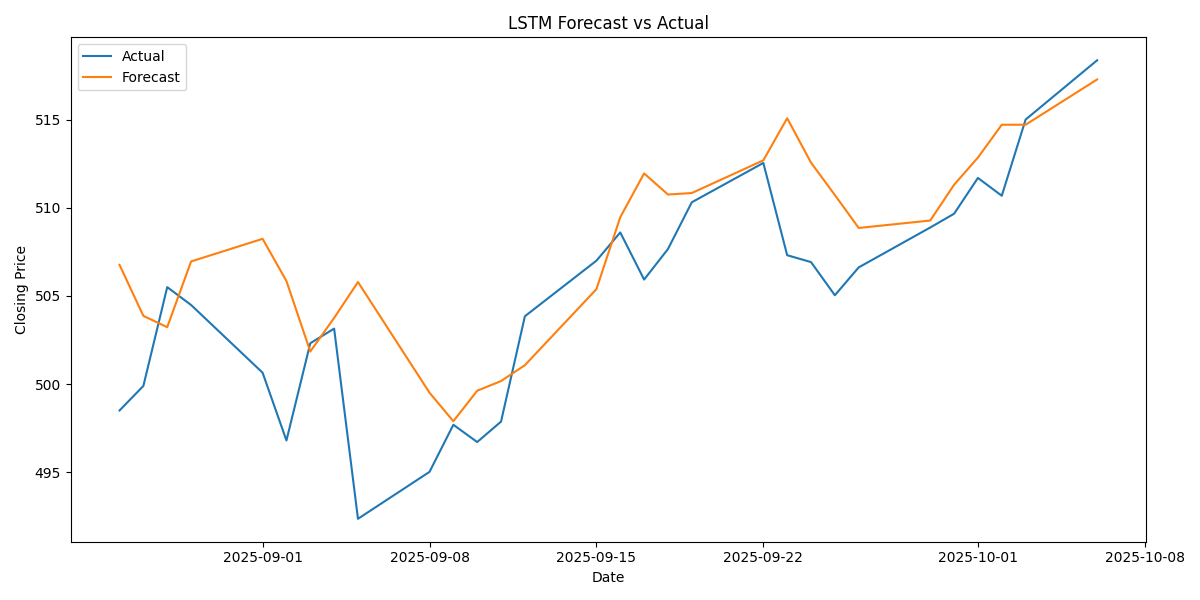 LSTM Forecast vs Actual
Actual
Forecast
Closing Price
515
510
505
500
495
2025-09-01
2025-09-08
2025-09-15
2025-09-22
2025-10-01
2025-10-08
Date